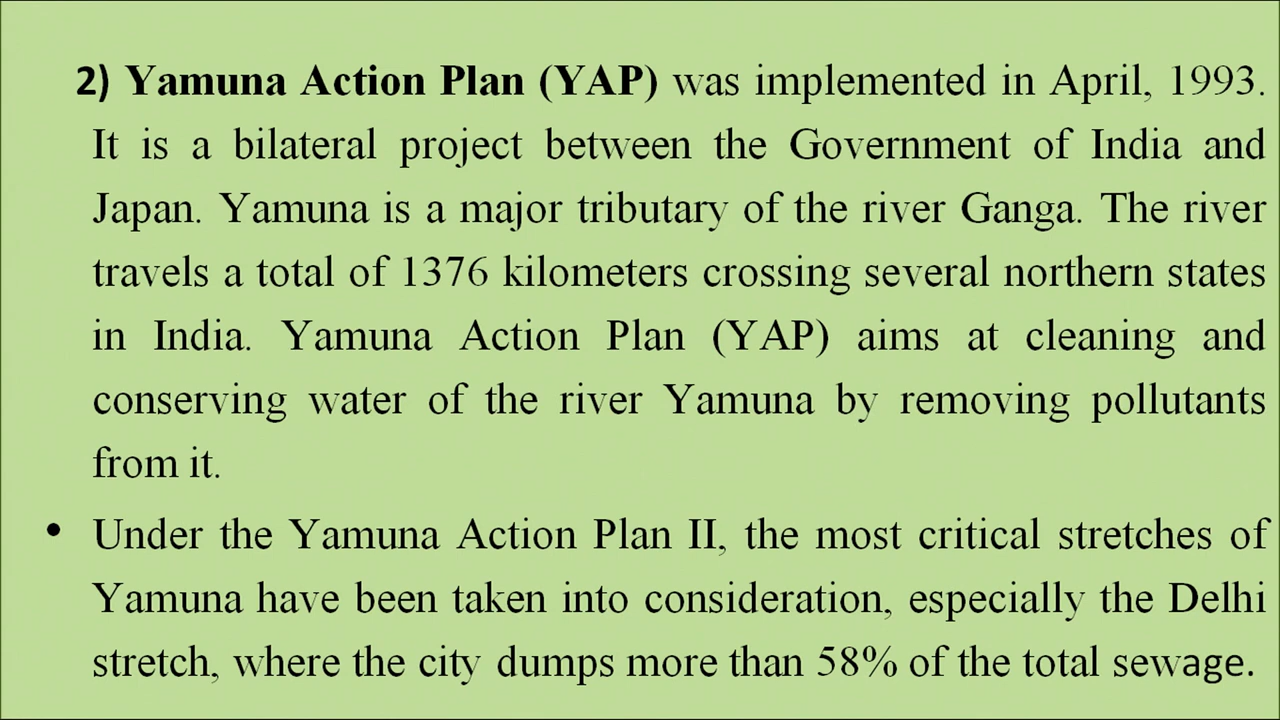 2) Yamuna Action Plan (YAP) was implemented in April, 1993.
It is a bilateral project between the Government of India and
Japan. Yamuna is a major tributary of the river Ganga. The river
travels a total of 1376 kilometers crossing several northern states
in India. Yamuna Action Plan (YAP) aims at cleaning and
conserving water of the river Yamuna by removing pollutants
from it.
• Under the Yamuna Action Plan II, the most critical stretches of
Yamuna have been taken into consideration, especially the Delhi
stretch, where the city dumps more than 58% of the total sewage.